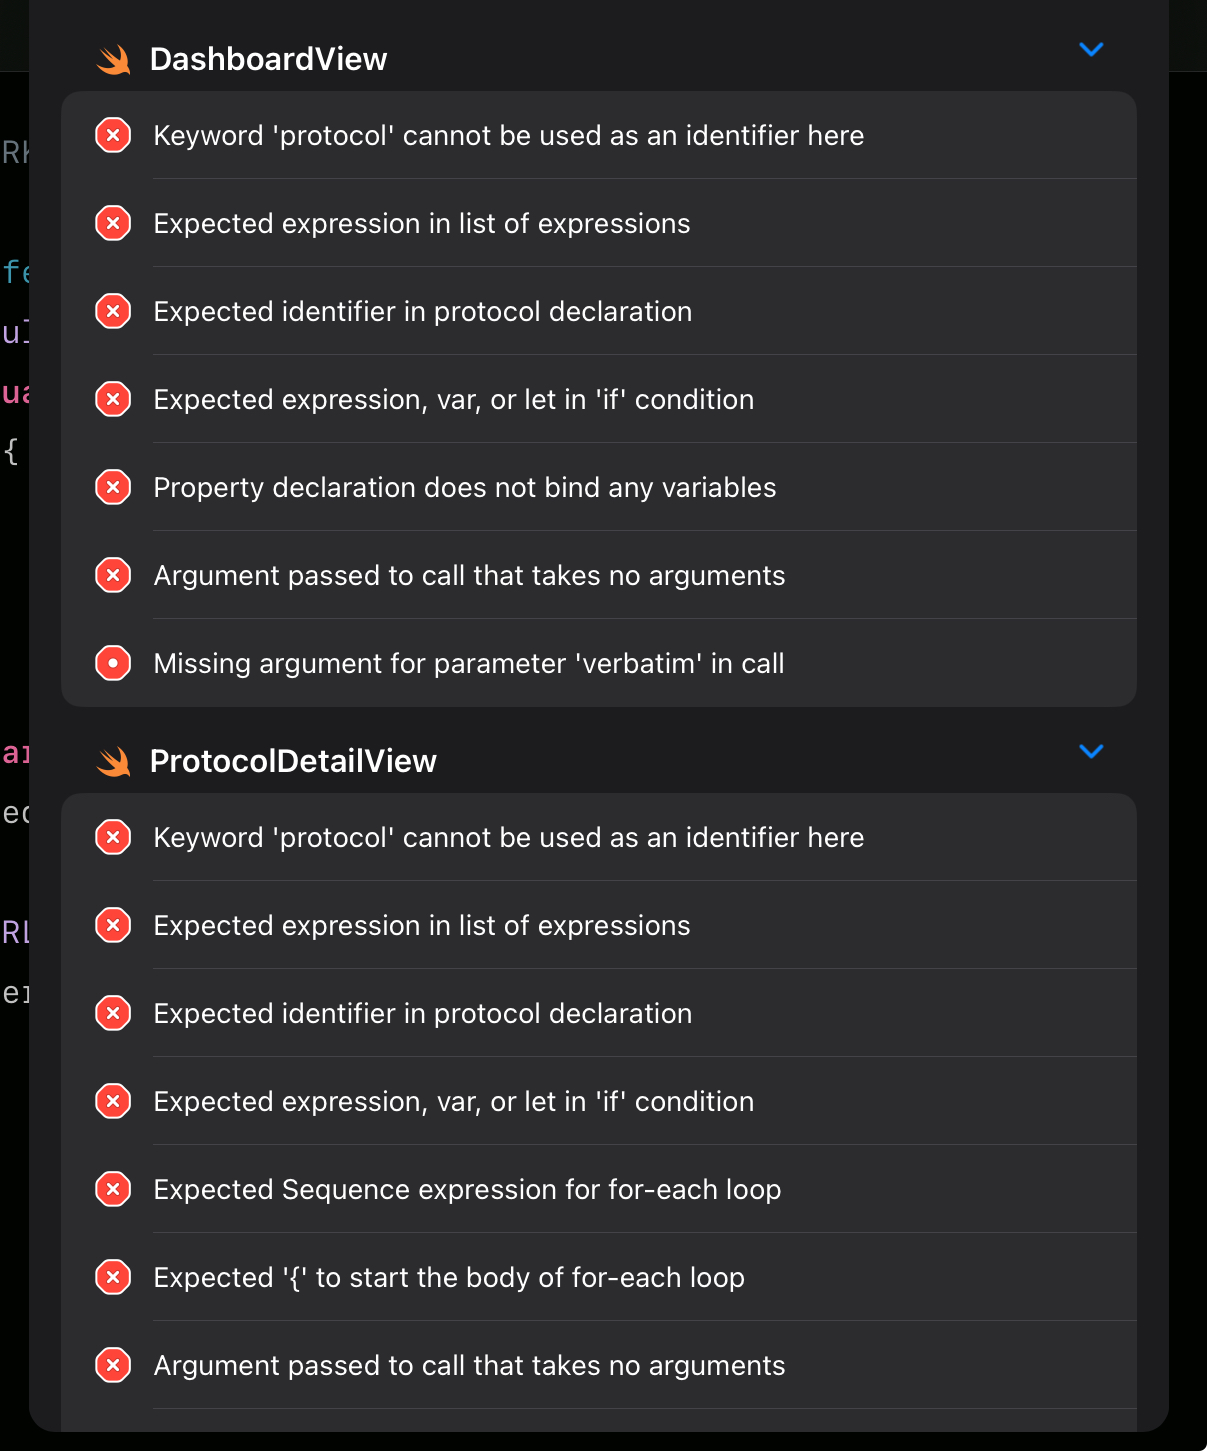 DashboardView
Keyword 'protocol' cannot be used as an identifier here
Expected expression in list of expressions
Expected identifier in protocol declaration
Expected expression, var, or let in 'if' condition
Property declaration does not bind any variables
Argument passed to call that takes no arguments
Missing argument for parameter 'verbatim' in call
ProtocolDetailView
Keyword 'protocol' cannot be used as an identifier here
Expected expression in list of expressions
Expected identifier in protocol declaration
Expected expression, var, or let in 'if' condition
Expected Sequence expression for for-each loop
Expected '{' to start the body of for-each loop
Argument passed to call that takes no arguments
{